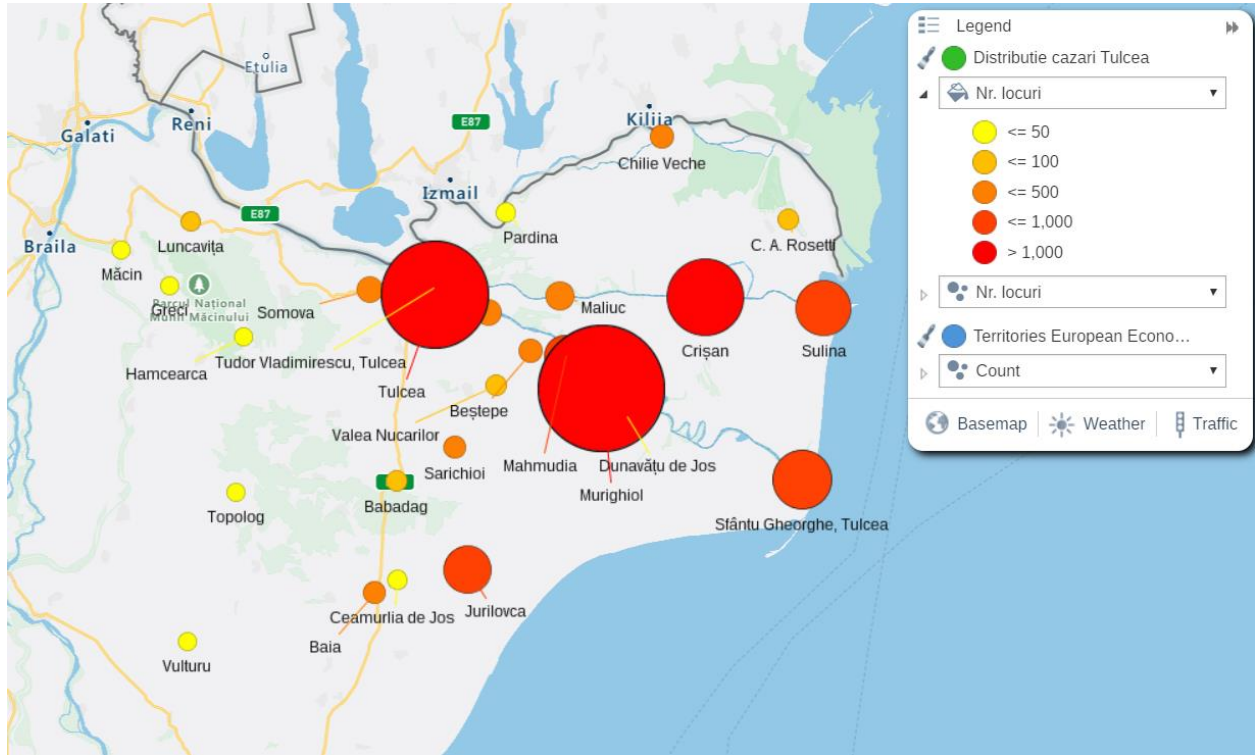 Etulia
Galati
Reni
E87
Kiliia
Chilie Veche
Izmail
E87
Pardina
C. A. Rosetti
Luncavița
Braila
Măcin
Greci
Parcul Național
Munții Măcinului
Somova
Maliuc
Crișan
Sulina
Tudor Vladimirescu, Tulcea
Hamcearca
Tulcea
Beștepe
Valea Nucarilor
Mahmudia
Dunavățu de Jos
Sarichioi
Murighiol
Babadag
Topolog
Sfântu Gheorghe, Tulcea
Jurilovca
Ceamurlia de Jos
Baia
Vulturu
Legend
Distributie cazari Tulcea
Nr. locuri
<= 50
<= 100
<= 500
<= 1,000
> 1,000
Nr. locuri
Territories European Econo…
Count
Basemap
Weather
Traffic